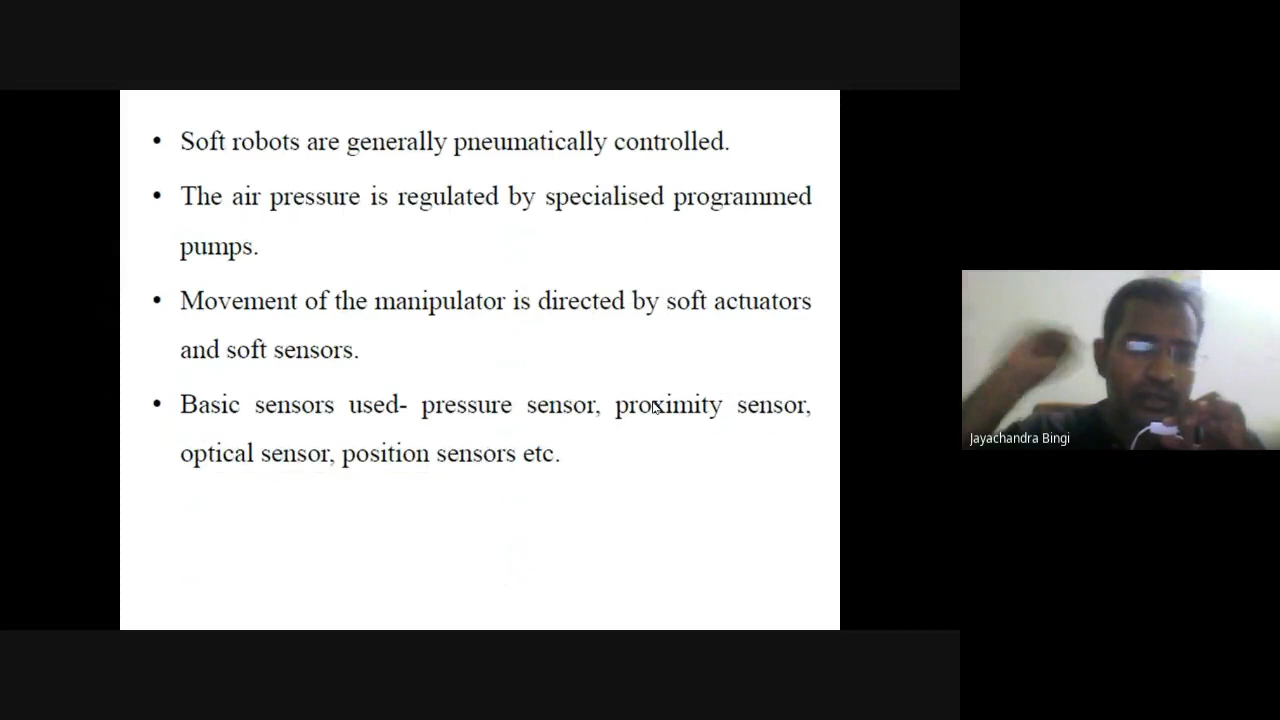 • Soft robots are generally pneumatically controlled.
• The air pressure is regulated by specialised programmed
pumps.
• Movement of the manipulator is directed by soft actuators
and soft sensors.
• Basic sensors used- pressure sensor, proximity sensor,
optical sensor, position sensors etc.
Jayachandra Bingi